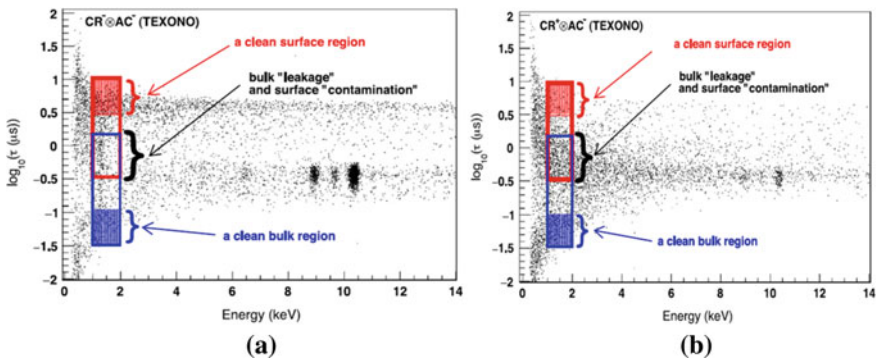 CR⁻⊗AC⁻ (TEXONO)
a clean surface region
bulk "leakage"
and surface "contamination"
a clean bulk region
log₁₀(τ (μs))
2
1.5
1
0.5
0
−0.5
−1
−1.5
−2
0 2 4 6 8 10 12 14
Energy (keV)
(a)
CR⁺⊗AC⁻ (TEXONO)
a clean surface region
bulk "leakage"
and surface "contamination"
a clean bulk region
log₁₀(τ (μs))
2
1.5
1
0.5
0
−0.5
−1
−1.5
−2
0 2 4 6 8 10 12 14
Energy (keV)
(b)